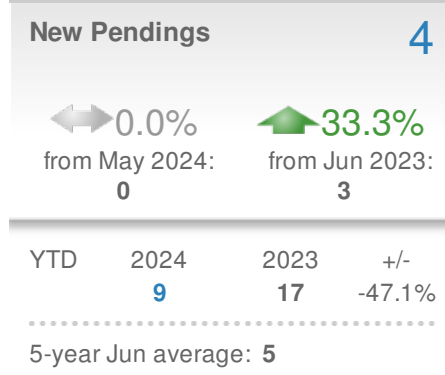 New Pendings 4
0.0% 33.3%
from May 2024: from Jun 2023:
0 3
YTD 2024 2023 +/-
9 17 -47.1%
5-year Jun average: 5